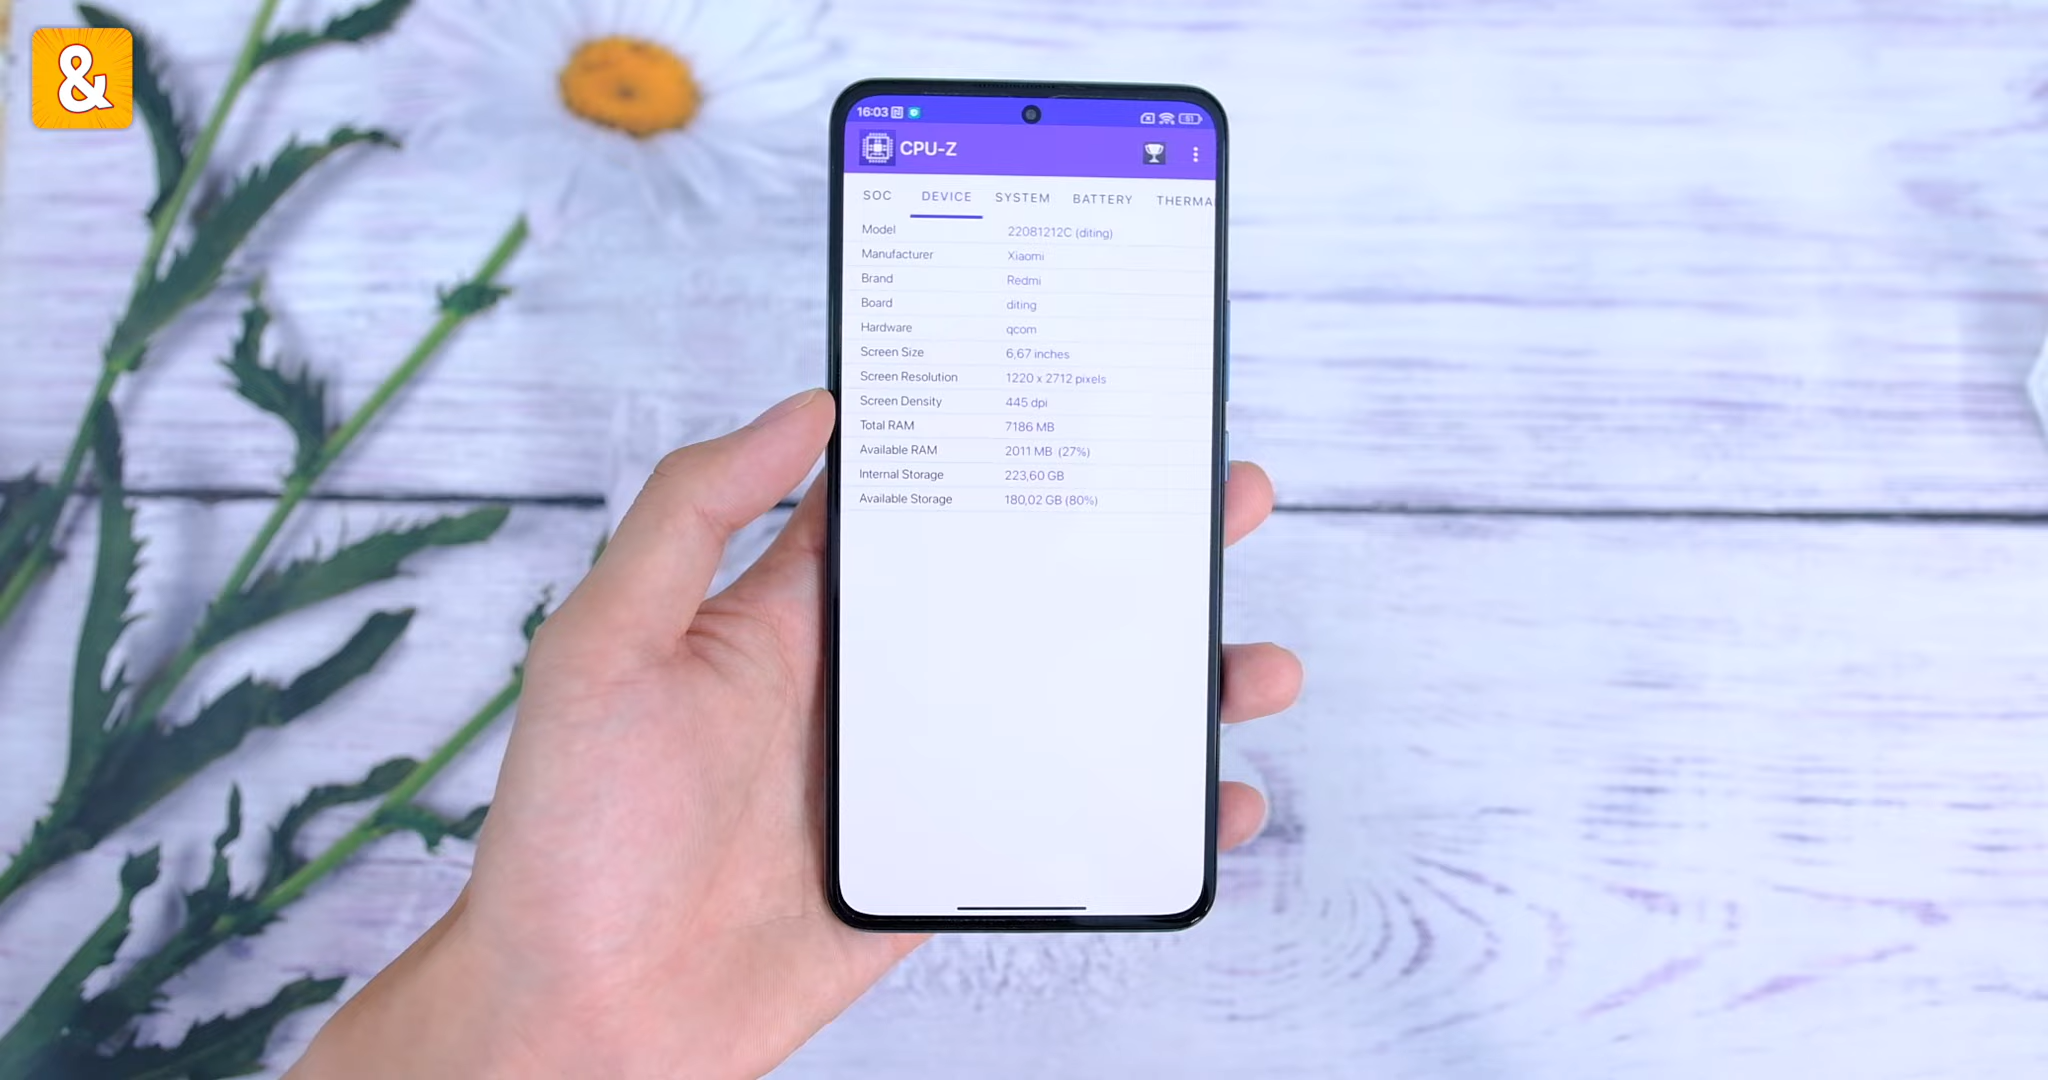 &
16:03
CPU-Z
SOC DEVICE SYSTEM BATTERY THERMA
Model 22081212C (diting)
Manufacturer Xiaomi
Brand Redmi
Board diting
Hardware qcom
Screen Size 6,67 inches
Screen Resolution 1220 x 2712 pixels
Screen Density 445 dpi
Total RAM 7186 MB
Available RAM 2011 MB (27%)
Internal Storage 223,60 GB
Available Storage 180,02 GB (80%)